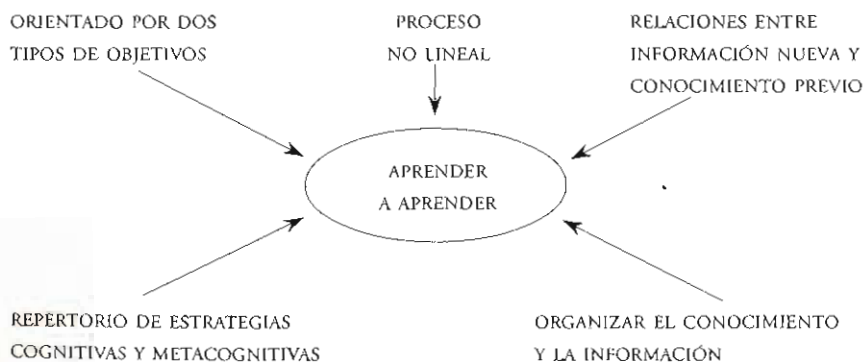 ORIENTADO POR DOS
TIPOS DE OBJETIVOS
PROCESO
NO LINEAL
RELACIONES ENTRE
INFORMACIÓN NUEVA Y
CONOCIMIENTO PREVIO
APRENDER
A APRENDER
REPERTORIO DE ESTRATEGIAS
COGNITIVAS Y METACOGNITIVAS
ORGANIZAR EL CONOCIMIENTO
Y LA INFORMACIÓN